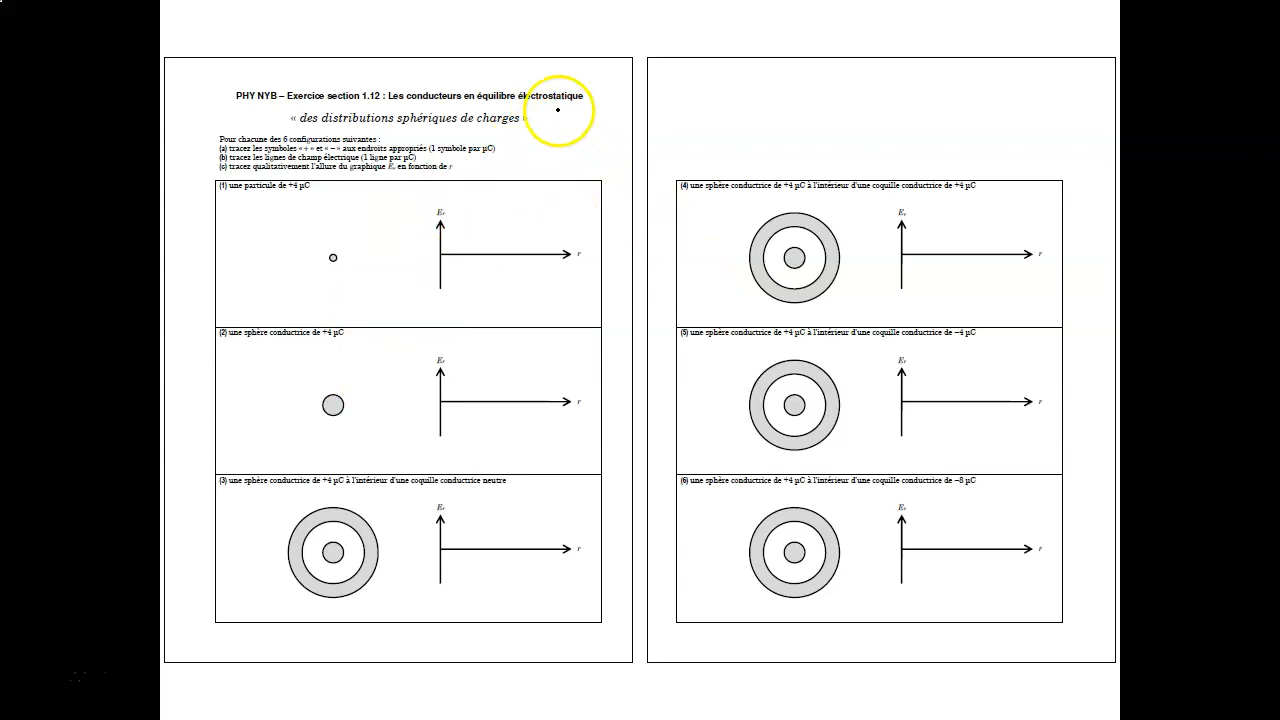 PHY NYB – Exercice section 1.12 : Les conducteurs en équilibre électrostatique
« des distributions sphériques de charges »
Pour chacune des 6 configurations suivantes :
(a) tracez les symboles « + » et « – » aux endroits appropriés (1 symbole par µC)
(b) tracez les lignes de champ électrique (1 ligne par µC)
(c) tracez qualitativement l'allure du graphique Er en fonction de r
(1) une particule de +4 µC
Er
r
(2) une sphère conductrice de +4 µC
Er
r
(3) une sphère conductrice de +4 µC à l'intérieur d'une coquille conductrice neutre
Er
r
(4) une sphère conductrice de +4 µC à l'intérieur d'une coquille conductrice de +4 µC
Er
r
(5) une sphère conductrice de +4 µC à l'intérieur d'une coquille conductrice de –4 µC
Er
r
(6) une sphère conductrice de +4 µC à l'intérieur d'une coquille conductrice de –8 µC
Er
r